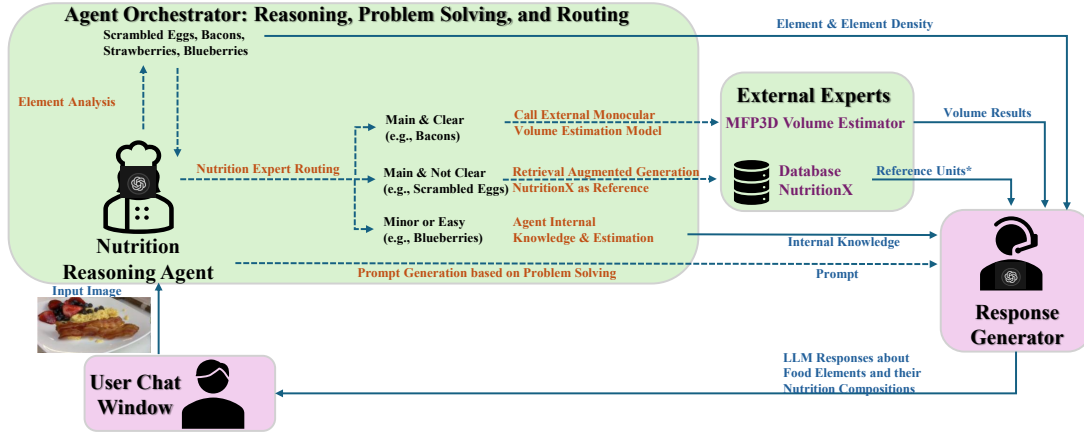 Agent Orchestrator: Reasoning, Problem Solving, and Routing
Scrambled Eggs, Bacons,
Strawberries, Blueberries
Element & Element Density
Element Analysis
External Experts
Main & Clear
(e.g., Bacons)
Call External Monocular
Volume Estimation Model
MFP3D Volume Estimator
Volume Results
Nutrition Expert Routing
Main & Not Clear
(e.g., Scrambled Eggs)
Retrieval Augmented Generation
NutritionX as Reference
Database
NutritionX
Reference Units*
Minor or Easy
(e.g., Blueberries)
Agent Internal
Knowledge & Estimation
Internal Knowledge
Nutrition
Reasoning Agent
Prompt Generation based on Problem Solving
Prompt
Input Image
Response
Generator
User Chat
Window
LLM Responses about
Food Elements and their
Nutrition Compositions